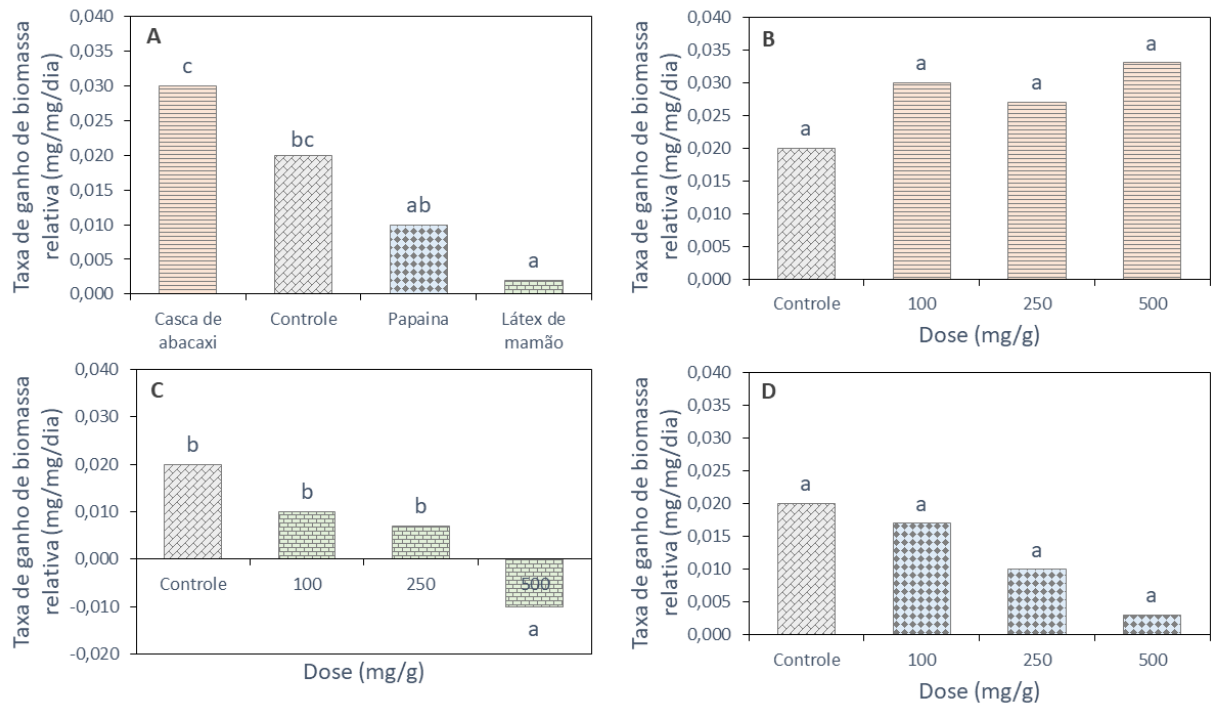 Taxa de ganho de biomassa
relativa (mg/mg/dia)
0,040
0,035
0,030
0,025
0,020
0,015
0,010
0,005
0,000
A
c
bc
ab
a
Casca de
abacaxi
Controle
Papaina
Látex de
mamão
Taxa de ganho de biomassa
relativa (mg/mg/dia)
0,040
0,035
0,030
0,025
0,020
0,015
0,010
0,005
0,000
B
a
a
a
a
Controle
100
250
500
Dose (mg/g)
Taxa de ganho de biomassa
relativa (mg/mg/dia)
0,040
0,030
0,020
0,010
0,000
-0,010
-0,020
C
b
b
b
a
Controle
100
250
500
Dose (mg/g)
Taxa de ganho de biomassa
relativa (mg/mg/dia)
0,040
0,035
0,030
0,025
0,020
0,015
0,010
0,005
0,000
D
a
a
a
a
Controle
100
250
500
Dose (mg/g)